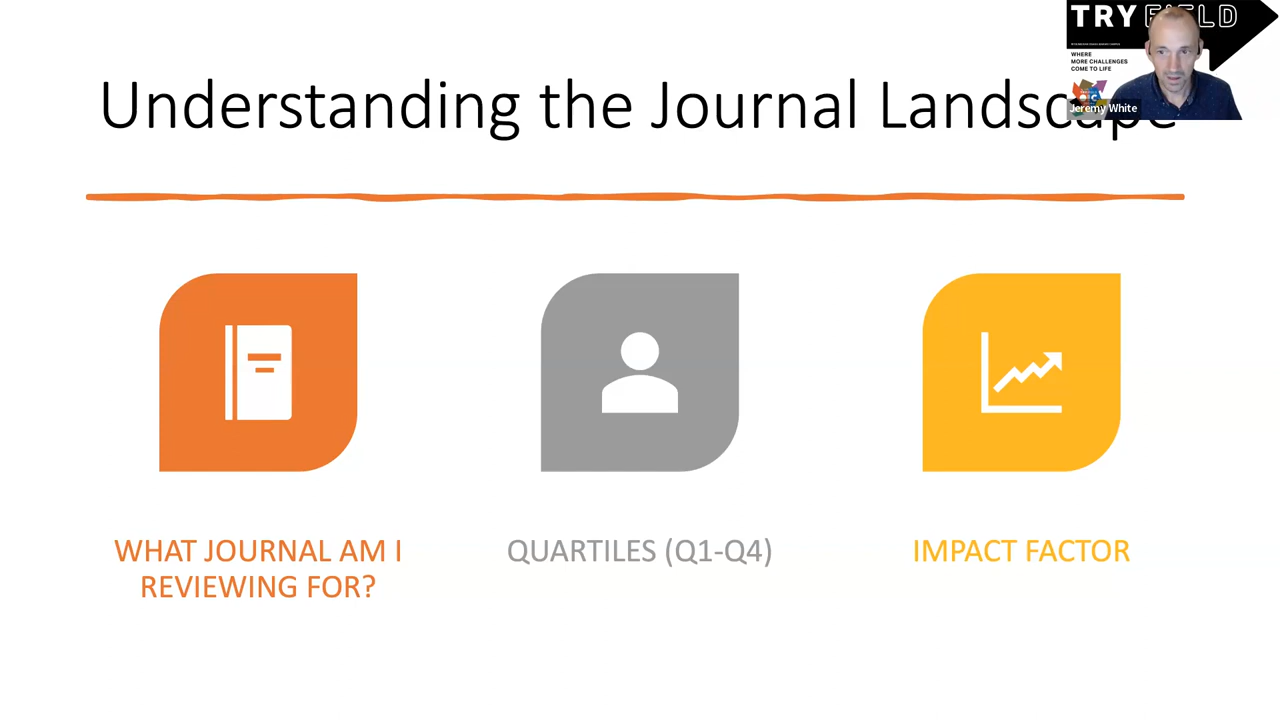 TRY FIELD
WHERE
MORE CHALLENGES
COME TO LIFE
Jeremy White
Understanding the Journal Landscape
WHAT JOURNAL AM I
REVIEWING FOR?
QUARTILES (Q1-Q4)
IMPACT FACTOR